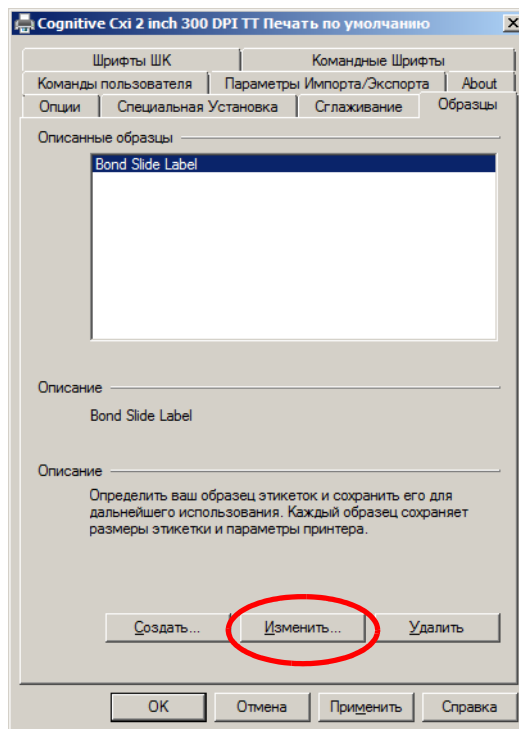 Cognitive Cxi 2 inch 300 DPI TT Печать по умолчанию
Шрифты ШК Командные Шрифты
Команды пользователя Параметры Импорта/Экспорта About
Опции Специальная Установка Сглаживание Образцы
Описанные образцы
Bond Slide Label
Описание
Bond Slide Label
Описание
Определить ваш образец этикеток и сохранить его для
дальнейшего использования. Каждый образец сохраняет
размеры этикетки и параметры принтера.
Создать... Изменить... Удалить
OK Отмена Применить Справка